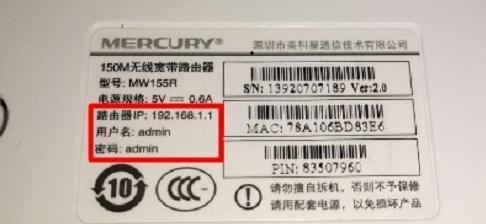 MERCURY® 深圳市美科星通信技术有限公司
150M无线宽带路由器
型号: MW155R
电源规格: 5V ⎓ 0.6A
路由器IP: 192.168.1.1
用户名: admin
密码: admin
S/N: 13920707189 Ver:2.0
MAC: 78A106BD83E6
PIN: 83507960
10
CCC
请勿擅自拆机，否则不予保修
请用配套电源，以免损坏产品